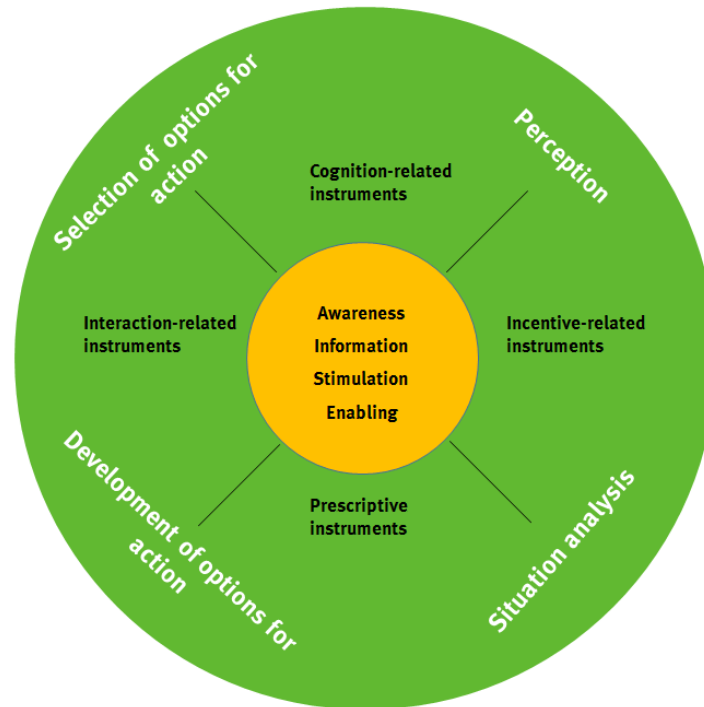 Selection of options for
action
Perception
Cognition-related
instruments
Interaction-related
instruments
Awareness
Information
Stimulation
Enabling
Incentive-related
instruments
Prescriptive
instruments
Development of options for
action
Situation analysis